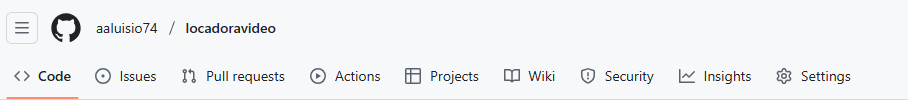 aaluisio74 / locadoravideo
Code Issues Pull requests Actions Projects Wiki Security Insights Settings